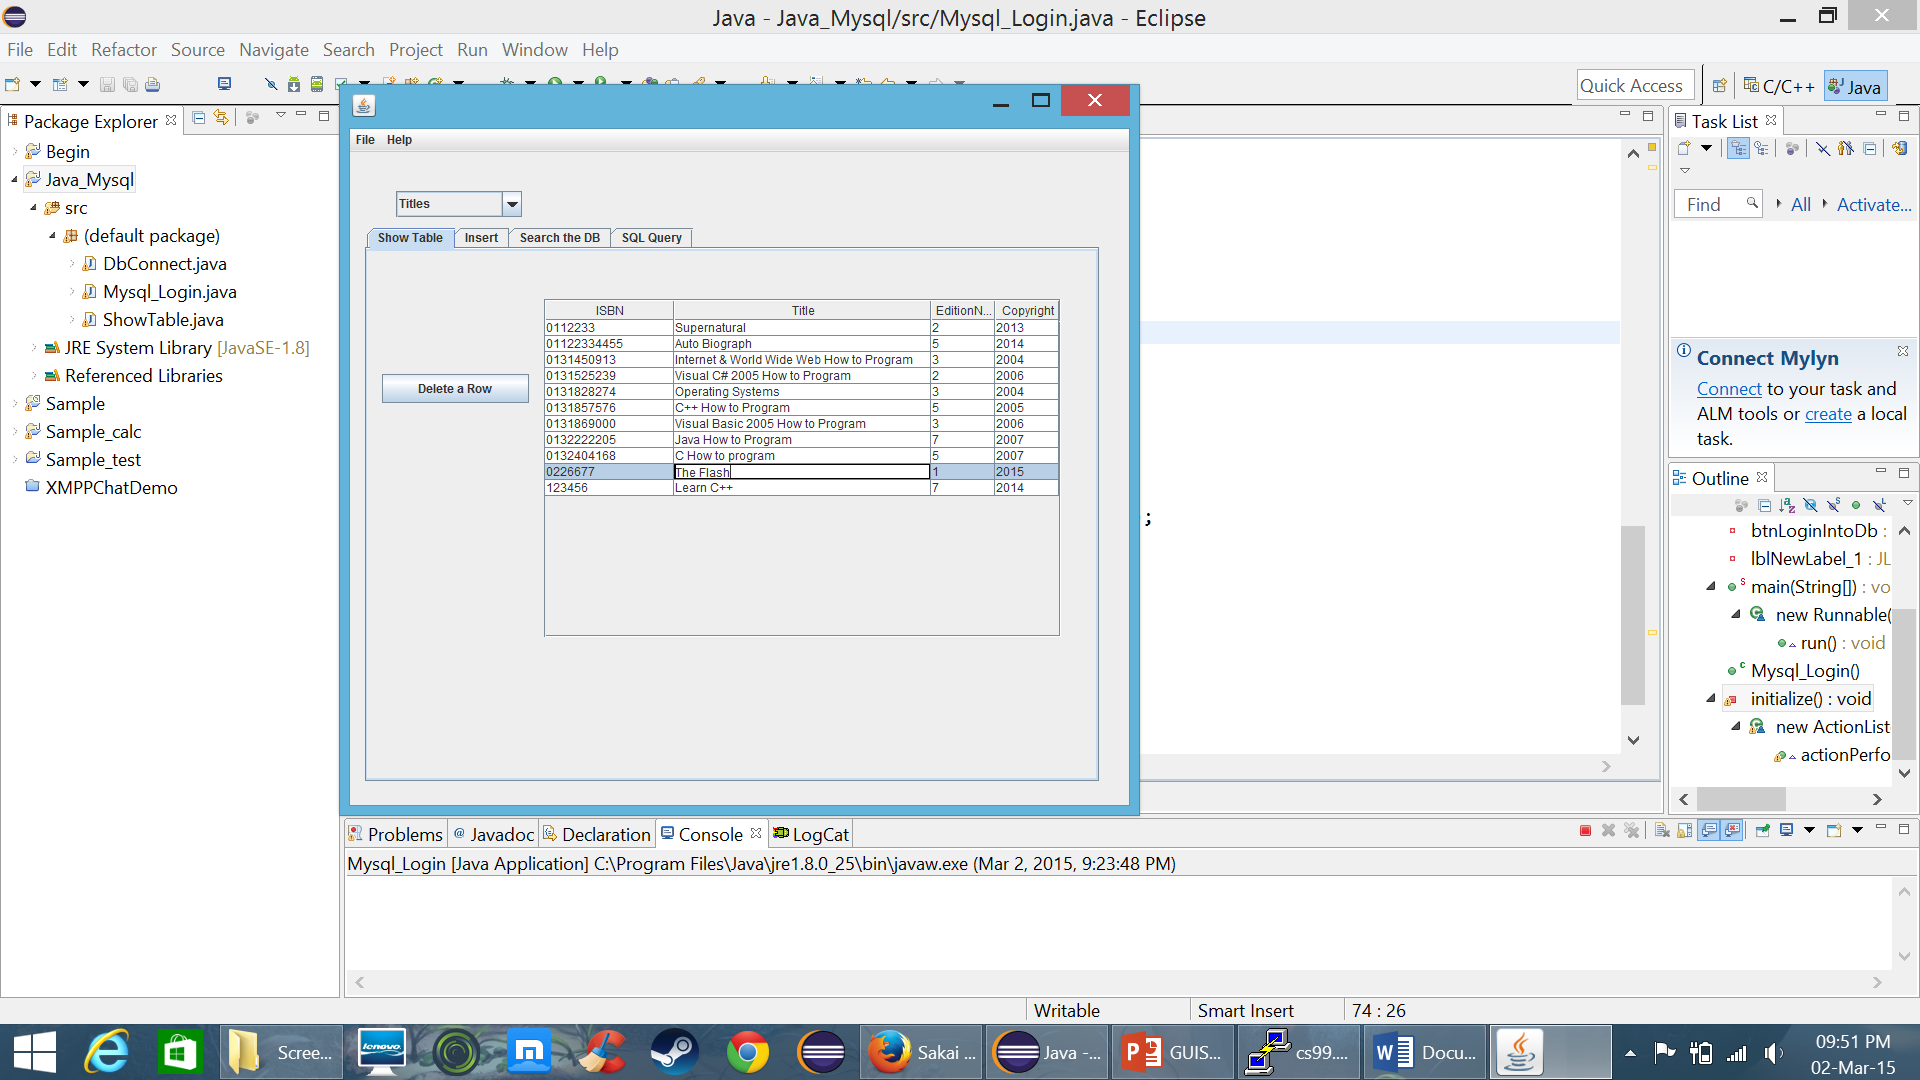 Java - Java_Mysql/src/Mysql_Login.java - Eclipse
File Edit Refactor Source Navigate Search Project Run Window Help
Quick Access C/C++ Java
Package Explorer
Begin
Java_Mysql
src
(default package)
DbConnect.java
Mysql_Login.java
ShowTable.java
JRE System Library [JavaSE-1.8]
Referenced Libraries
Sample
Sample_calc
Sample_test
XMPPChatDemo
File Help
Titles
Show Table Insert Search the DB SQL Query
Delete a Row
ISBN Title EditionN... Copyright
0112233 Supernatural 2 2013
01122334455 Auto Biograph 5 2014
0131450913 Internet & World Wide Web How to Program 3 2004
0131525239 Visual C# 2005 How to Program 2 2006
0131828274 Operating Systems 3 2004
0131857576 C++ How to Program 5 2005
0131869000 Visual Basic 2005 How to Program 3 2006
0132222205 Java How to Program 7 2007
0132404168 C How to program 5 2007
0226677 The Flash 1 2015
123456 Learn C++ 7 2014
;
Task List
Find All Activate...
Connect Mylyn
Connect to your task and
ALM tools or create a local
task.
Outline
btnLoginIntoDb :
lblNewLabel_1 : JL
main(String[]) : vo
new Runnable(
run() : void
Mysql_Login()
initialize() : void
new ActionList
actionPerfo
Problems @ Javadoc Declaration Console LogCat
Mysql_Login [Java Application] C:\Program Files\Java\jre1.8.0_25\bin\javaw.exe (Mar 2, 2015, 9:23:48 PM)
Writable Smart Insert 74 : 26
Scree... lenovo Sakai ... Java -... GUIS... cs99.... Docu...
09:51 PM
02-Mar-15